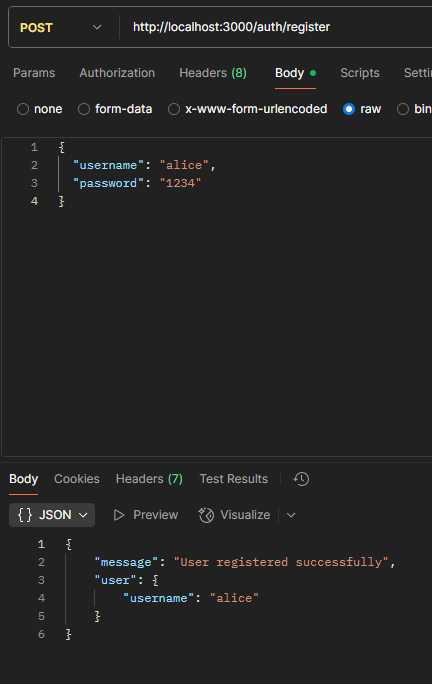 POST http://localhost:3000/auth/register
Params Authorization Headers (8) Body Scripts Setti
none form-data x-www-form-urlencoded raw bin
1 {
2 "username": "alice",
3 "password": "1234"
4 }
Body Cookies Headers (7) Test Results
{} JSON Preview Visualize
1 {
2 "message": "User registered successfully",
3 "user": {
4 "username": "alice"
5 }
6 }